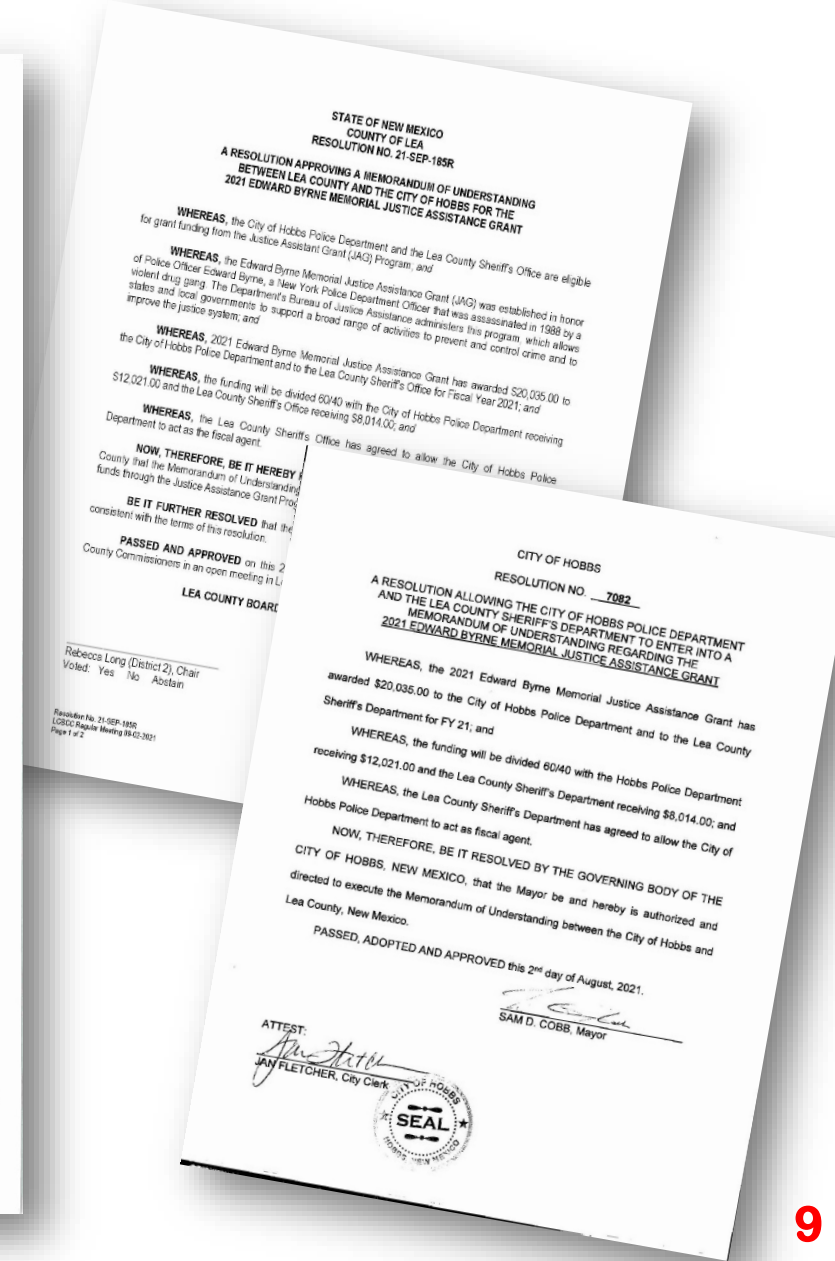 STATE OF NEW MEXICO
COUNTY OF LEA
RESOLUTION NO. 21-SEP-185R
A RESOLUTION APPROVING A MEMORANDUM OF UNDERSTANDING
BETWEEN LEA COUNTY AND THE CITY OF HOBBS FOR THE
2021 EDWARD BYRNE MEMORIAL JUSTICE ASSISTANCE GRANT
WHEREAS, the City of Hobbs Police Department and the Lea County Sheriff's Office are eligible
for grant funding from the Justice Assistant Grant (JAG) Program; and
WHEREAS, the Edward Byrne Memorial Justice Assistance Grant (JAG) was established in honor
of Police Officer Edward Byrne, a New York Police Department Officer that was assassinated in 1988 by a
violent drug gang. The Department's Bureau of Justice Assistance administers this program, which allows
states and local governments to support a broad range of activities to prevent and control crime and to
improve the justice system; and
WHEREAS, 2021 Edward Byrne Memorial Justice Assistance Grant has awarded $20,035.00 to
the City of Hobbs Police Department and to the Lea County Sheriff's Office for Fiscal Year 2021; and
WHEREAS, the funding will be divided 60/40 with the City of Hobbs Police Department receiving
$12,021.00 and the Lea County Sheriff's Office receiving $8,014.00; and
WHEREAS, the Lea County Sheriff's Office has agreed to allow the City of Hobbs Police
Department to act as the fiscal agent.
NOW, THEREFORE, BE IT HEREBY
County that the Memorandum of Understanding
funds through the Justice Assistance Grant
BE IT FURTHER RESOLVED that the
consistent with the terms of this resolution.
PASSED AND APPROVED on this 2
County Commissioners in an open meeting in
LEA COUNTY BOARD
Rebecca Long (District 2), Chair
Voted: Yes No Abstain
Resolution No. 21-SEP-185R
LCBCC Regular Meeting 09-02-2021
Page 1 of 2
CITY OF HOBBS
RESOLUTION NO. 7082
A RESOLUTION ALLOWING THE CITY OF HOBBS POLICE DEPARTMENT
AND THE LEA COUNTY SHERIFF'S DEPARTMENT TO ENTER INTO A
MEMORANDUM OF UNDERSTANDING REGARDING THE
2021 EDWARD BYRNE MEMORIAL JUSTICE ASSISTANCE GRANT
WHEREAS, the 2021 Edward Byrne Memorial Justice Assistance Grant has
awarded $20,035.00 to the City of Hobbs Police Department and to the Lea County
Sheriff's Department for FY 21; and
WHEREAS, the funding will be divided 60/40 with the Hobbs Police Department
receiving $12,021.00 and the Lea County Sheriff's Department receiving $8,014.00; and
WHEREAS, the Lea County Sheriff's Department has agreed to allow the City of
Hobbs Police Department to act as fiscal agent.
NOW, THEREFORE, BE IT RESOLVED BY THE GOVERNING BODY OF THE
CITY OF HOBBS, NEW MEXICO, that the Mayor be and hereby is authorized and
directed to execute the Memorandum of Understanding between the City of Hobbs and
Lea County, New Mexico.
PASSED, ADOPTED AND APPROVED this 2nd day of August, 2021.
SAM D. COBB, Mayor
ATTEST:
JAN FLETCHER, City Clerk
CITY OF HOBBS
SEAL
HOBBS, NEW MEXICO
9